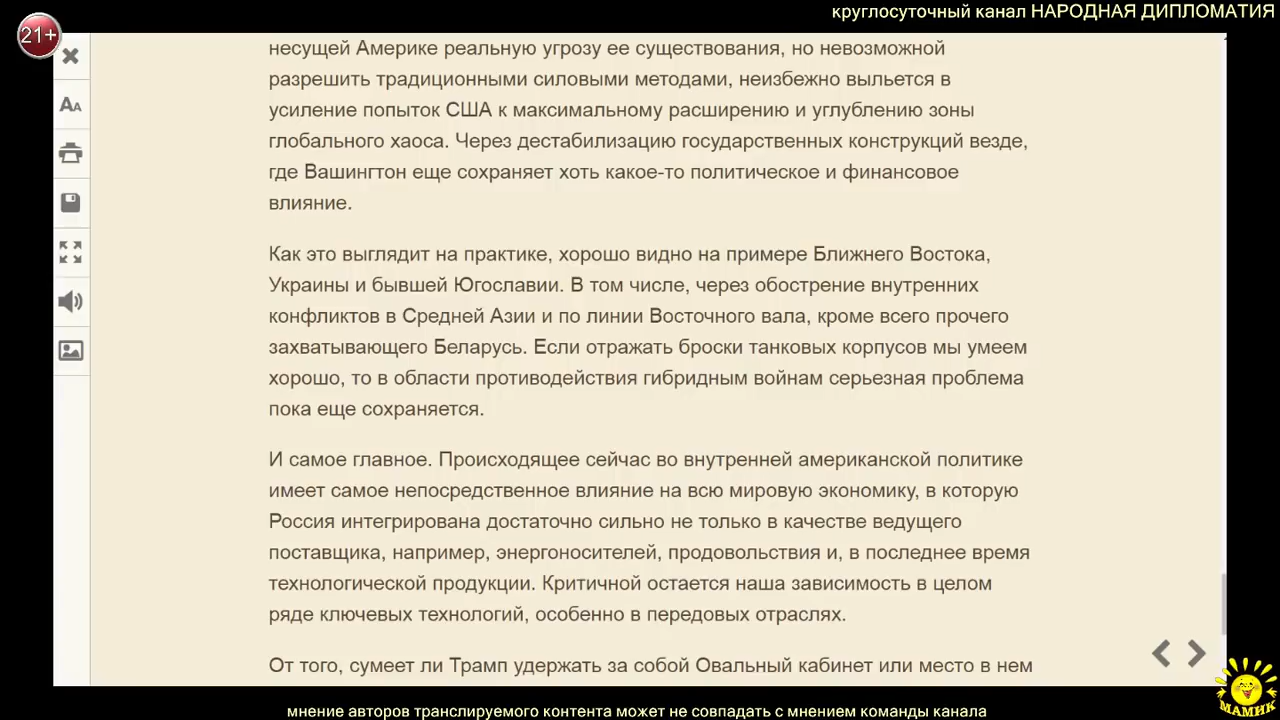 круглосуточный канал НАРОДНАЯ ДИПЛОМАТИЯ
21+
несущей Америке реальную угрозу ее существования, но невозможной
разрешить традиционными силовыми методами, неизбежно выльется в
усиление попыток США к максимальному расширению и углублению зоны
глобального хаоса. Через дестабилизацию государственных конструкций везде,
где Вашингтон еще сохраняет хоть какое-то политическое и финансовое
влияние.
Как это выглядит на практике, хорошо видно на примере Ближнего Востока,
Украины и бывшей Югославии. В том числе, через обострение внутренних
конфликтов в Средней Азии и по линии Восточного вала, кроме всего прочего
захватывающего Беларусь. Если отражать броски танковых корпусов мы умеем
хорошо, то в области противодействия гибридным войнам серьезная проблема
пока еще сохраняется.
И самое главное. Происходящее сейчас во внутренней американской политике
имеет самое непосредственное влияние на всю мировую экономику, в которую
Россия интегрирована достаточно сильно не только в качестве ведущего
поставщика, например, энергоносителей, продовольствия и, в последнее время
технологической продукции. Критичной остается наша зависимость в целом
ряде ключевых технологий, особенно в передовых отраслях.
От того, сумеет ли Трамп удержать за собой Овальный кабинет или место в нем
МАМИК
мнение авторов транслируемого контента может не совпадать с мнением команды канала